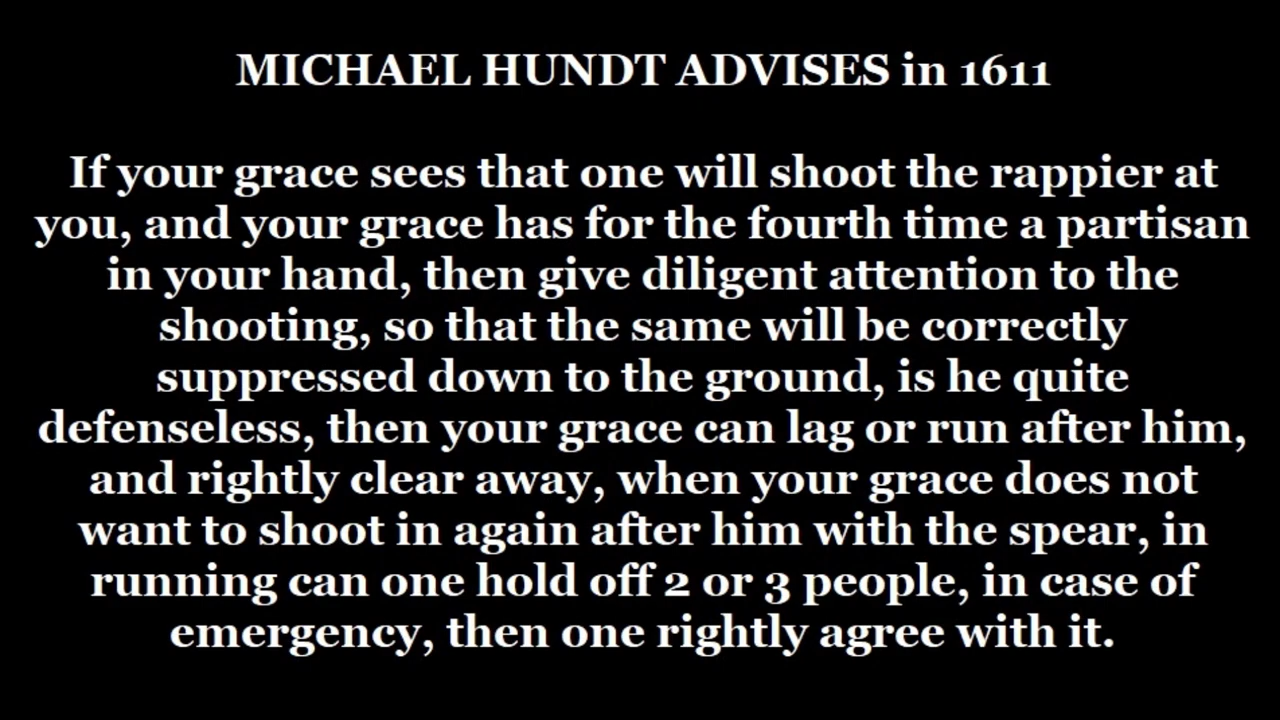 MICHAEL HUNDT ADVISES in 1611
If your grace sees that one will shoot the rappier at
you, and your grace has for the fourth time a partisan
in your hand, then give diligent attention to the
shooting, so that the same will be correctly
suppressed down to the ground, is he quite
defenseless, then your grace can lag or run after him,
and rightly clear away, when your grace does not
want to shoot in again after him with the spear, in
running can one hold off 2 or 3 people, in case of
emergency, then one rightly agree with it.